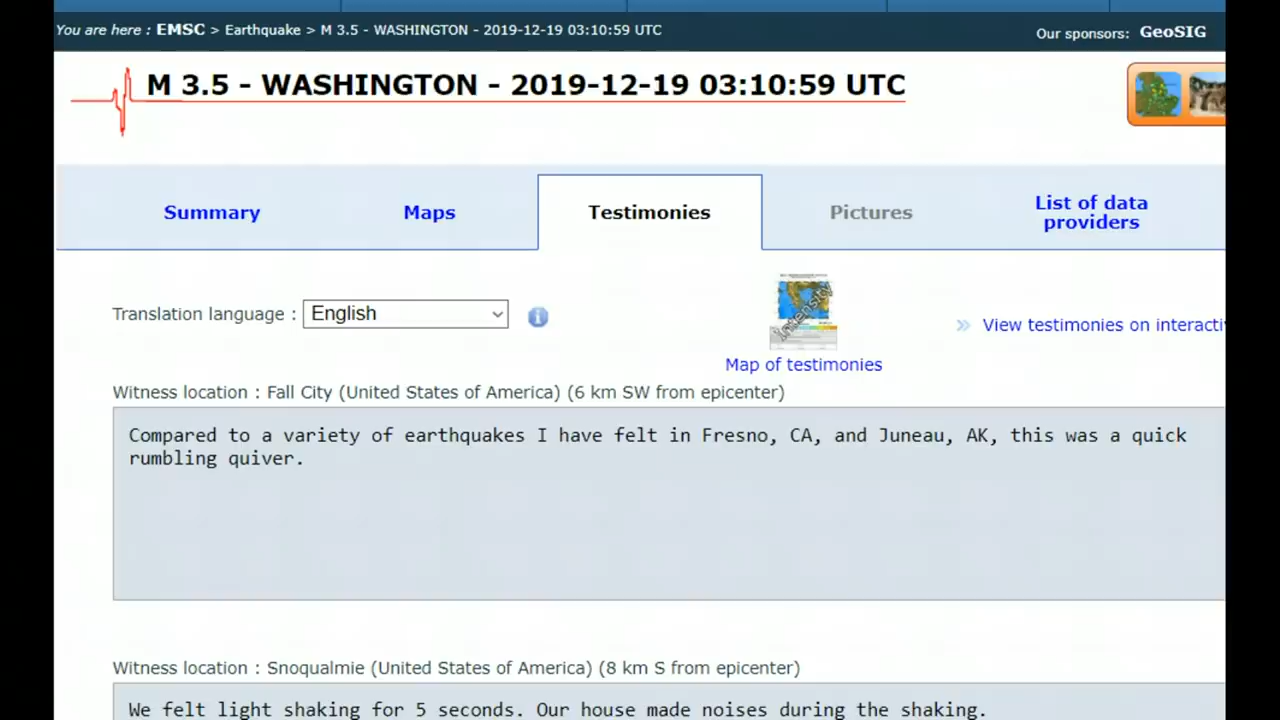 You are here : EMSC > Earthquake > M 3.5 - WASHINGTON - 2019-12-19 03:10:59 UTC
Our sponsors: GeoSIG
M 3.5 - WASHINGTON - 2019-12-19 03:10:59 UTC
Summary
Maps
Testimonies
Pictures
List of data
providers
Translation language : English
intensity
Map of testimonies
» View testimonies on interacti
Witness location : Fall City (United States of America) (6 km SW from epicenter)
Compared to a variety of earthquakes I have felt in Fresno, CA, and Juneau, AK, this was a quick
rumbling quiver.
Witness location : Snoqualmie (United States of America) (8 km S from epicenter)
We felt light shaking for 5 seconds. Our house made noises during the shaking.